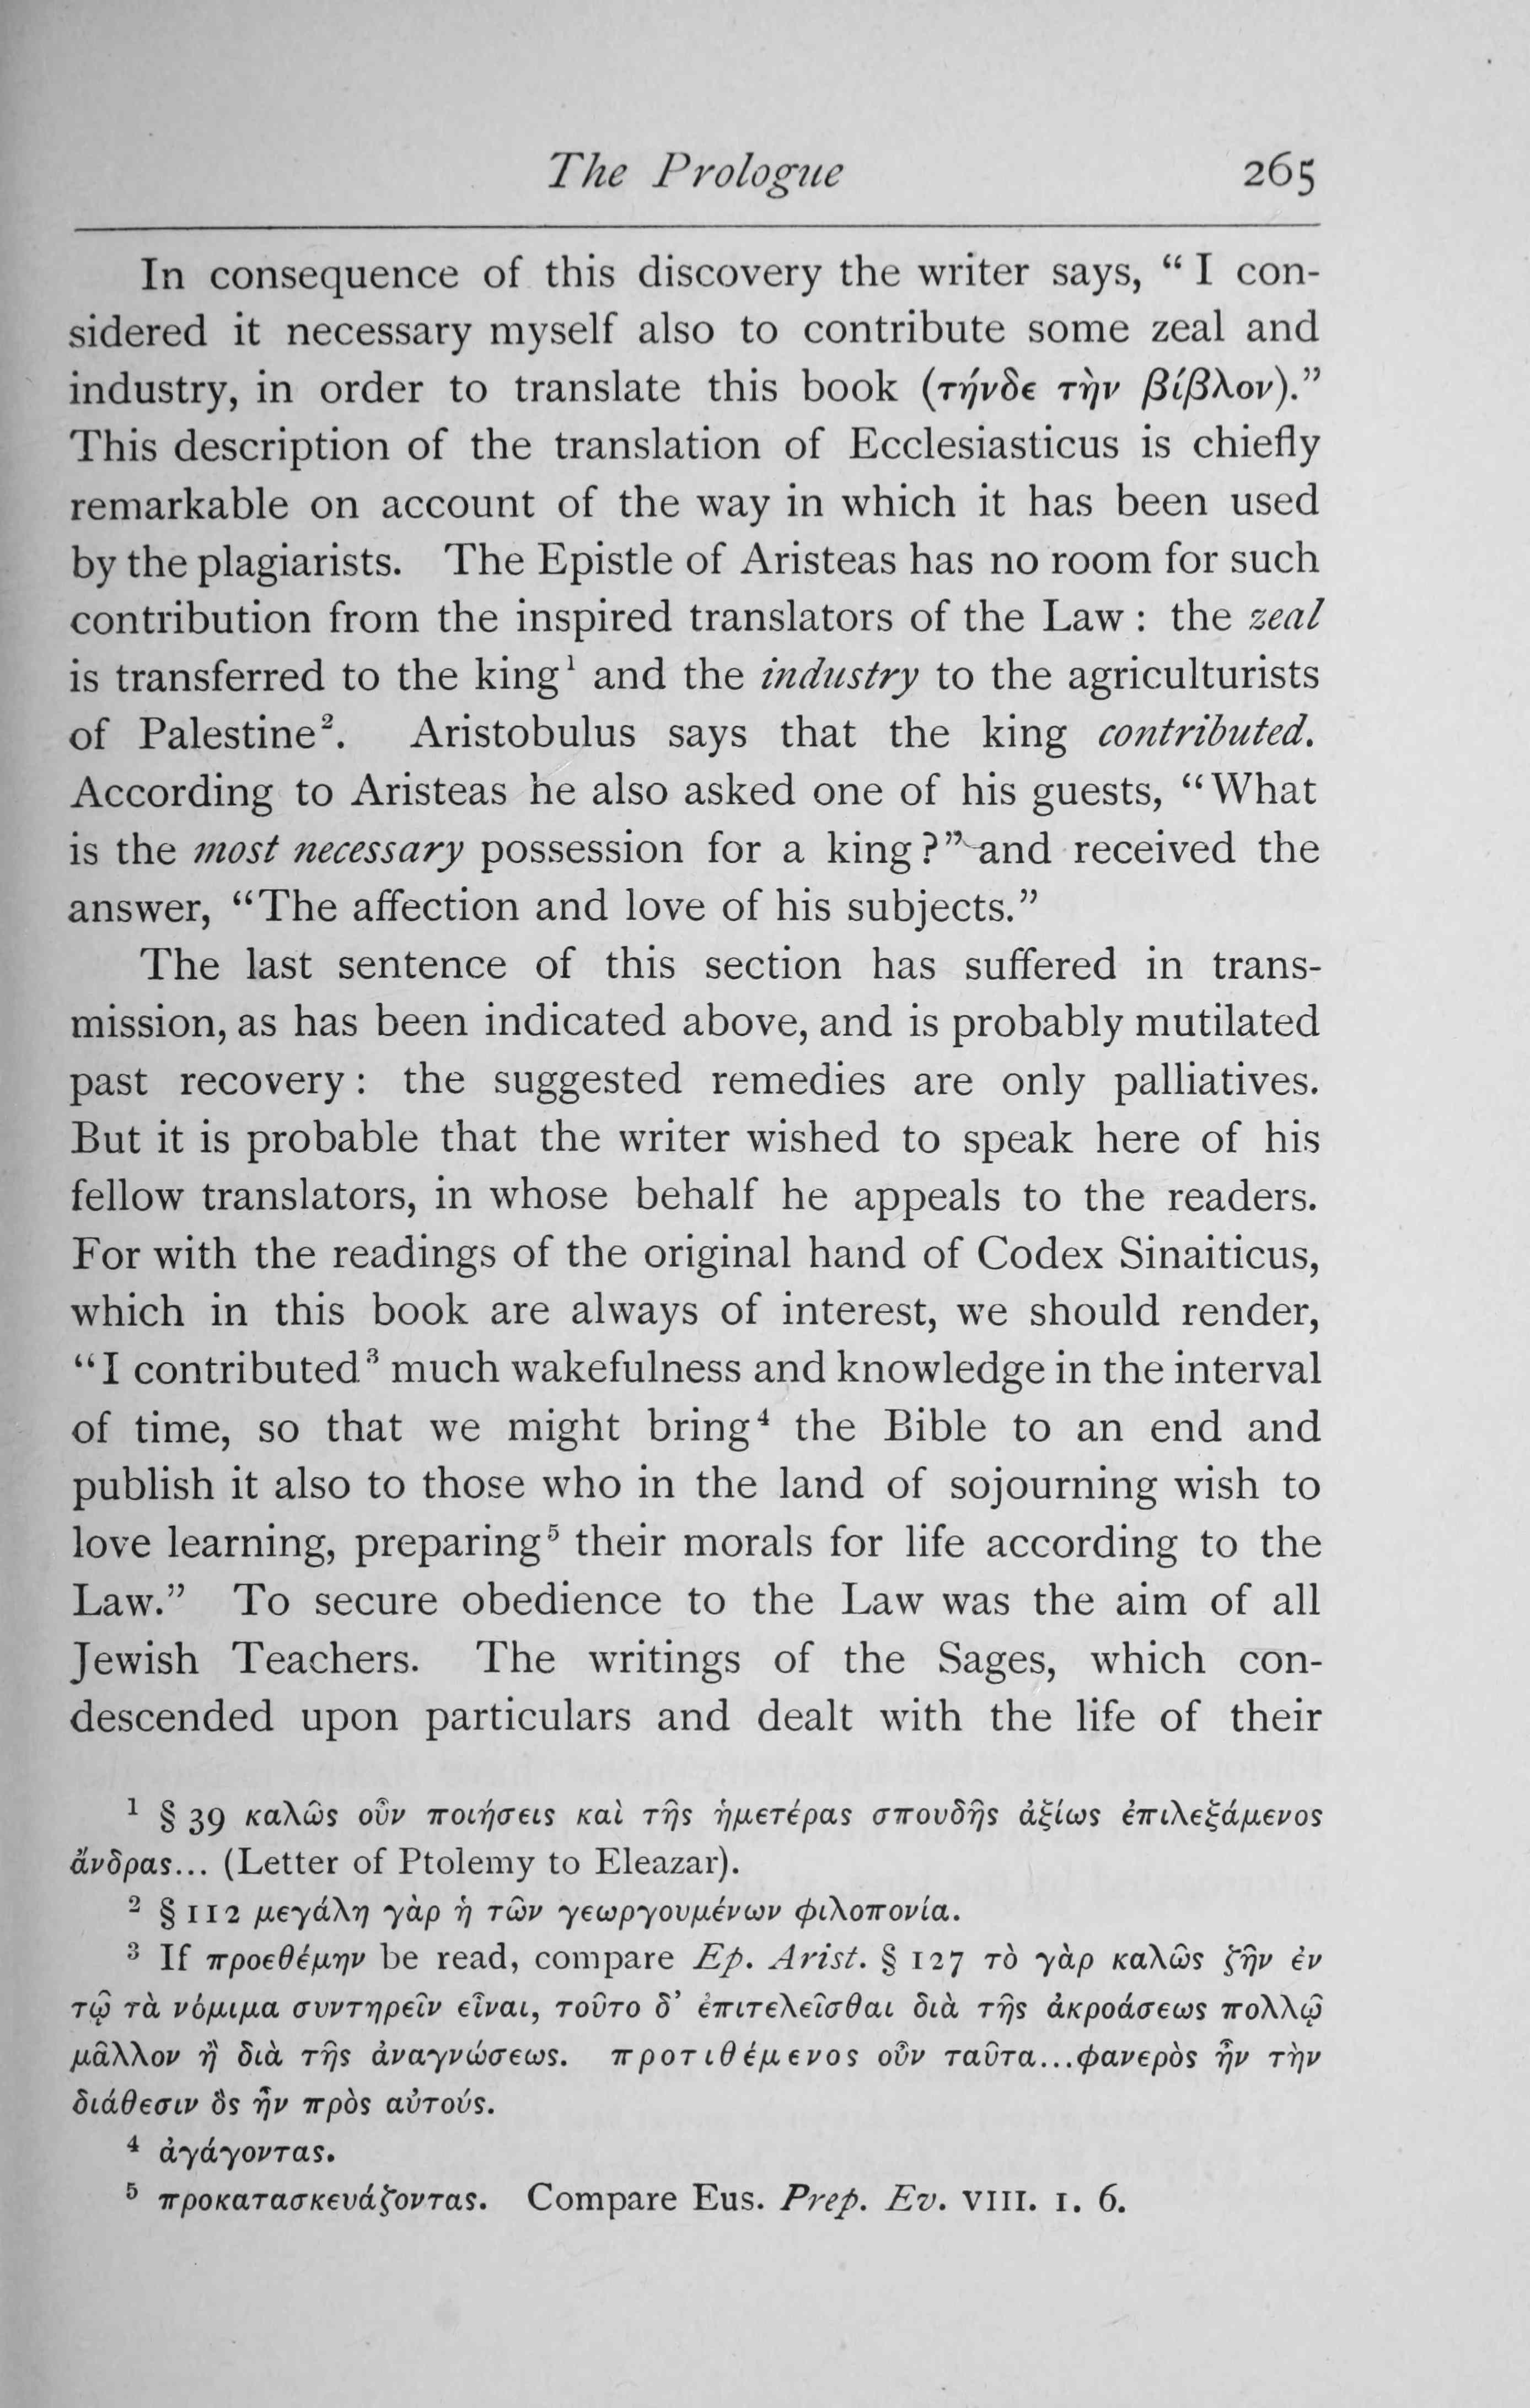 The Prologue 265
In consequence of this discovery the writer says, “ I con-
sidered it necessary myself also to contribute some zeal and
industry, in order to translate this book (τήνδε τὴν βίβλον).”
This description of the translation of Ecclesiasticus is chiefly
remarkable on account of the way in which it has been used
by the plagiarists. The Epistle of Aristeas has no room for such
contribution from the inspired translators of the Law : the zeal
is transferred to the king¹ and the industry to the agriculturists
of Palestine². Aristobulus says that the king contributed.
According to Aristeas he also asked one of his guests, “What
is the most necessary possession for a king?” and received the
answer, “The affection and love of his subjects.”
The last sentence of this section has suffered in trans-
mission, as has been indicated above, and is probably mutilated
past recovery : the suggested remedies are only palliatives.
But it is probable that the writer wished to speak here of his
fellow translators, in whose behalf he appeals to the readers.
For with the readings of the original hand of Codex Sinaiticus,
which in this book are always of interest, we should render,
“I contributed³ much wakefulness and knowledge in the interval
of time, so that we might bring⁴ the Bible to an end and
publish it also to those who in the land of sojourning wish to
love learning, preparing⁵ their morals for life according to the
Law.” To secure obedience to the Law was the aim of all
Jewish Teachers. The writings of the Sages, which con-
descended upon particulars and dealt with the life of their
¹ § 39 καλῶς οὖν ποιήσεις καὶ τῆς ἡμετέρας σπουδῆς ἀξίως ἐπιλεξάμενος
ἄνδρας... (Letter of Ptolemy to Eleazar).
² § 112 μεγάλη γὰρ ἡ τῶν γεωργουμένων φιλοπονία.
³ If προεθέμην be read, compare Ep. Arist. § 127 τὸ γὰρ καλῶς ζῆν ἐν
τῷ τὰ νόμιμα συντηρεῖν εἶναι, τοῦτο δ’ ἐπιτελεῖσθαι διὰ τῆς ἀκροάσεως πολλῷ
μᾶλλον ἢ διὰ τῆς ἀναγνώσεως. προτιθέμενος οὖν ταῦτα...φανερὸς ἦν τὴν
διάθεσιν ὃς ἦν πρὸς αὐτούς.
⁴ ἀγάγοντας.
⁵ προκατασκευάζοντας. Compare Eus. Prep. Ev. VIII. 1. 6.